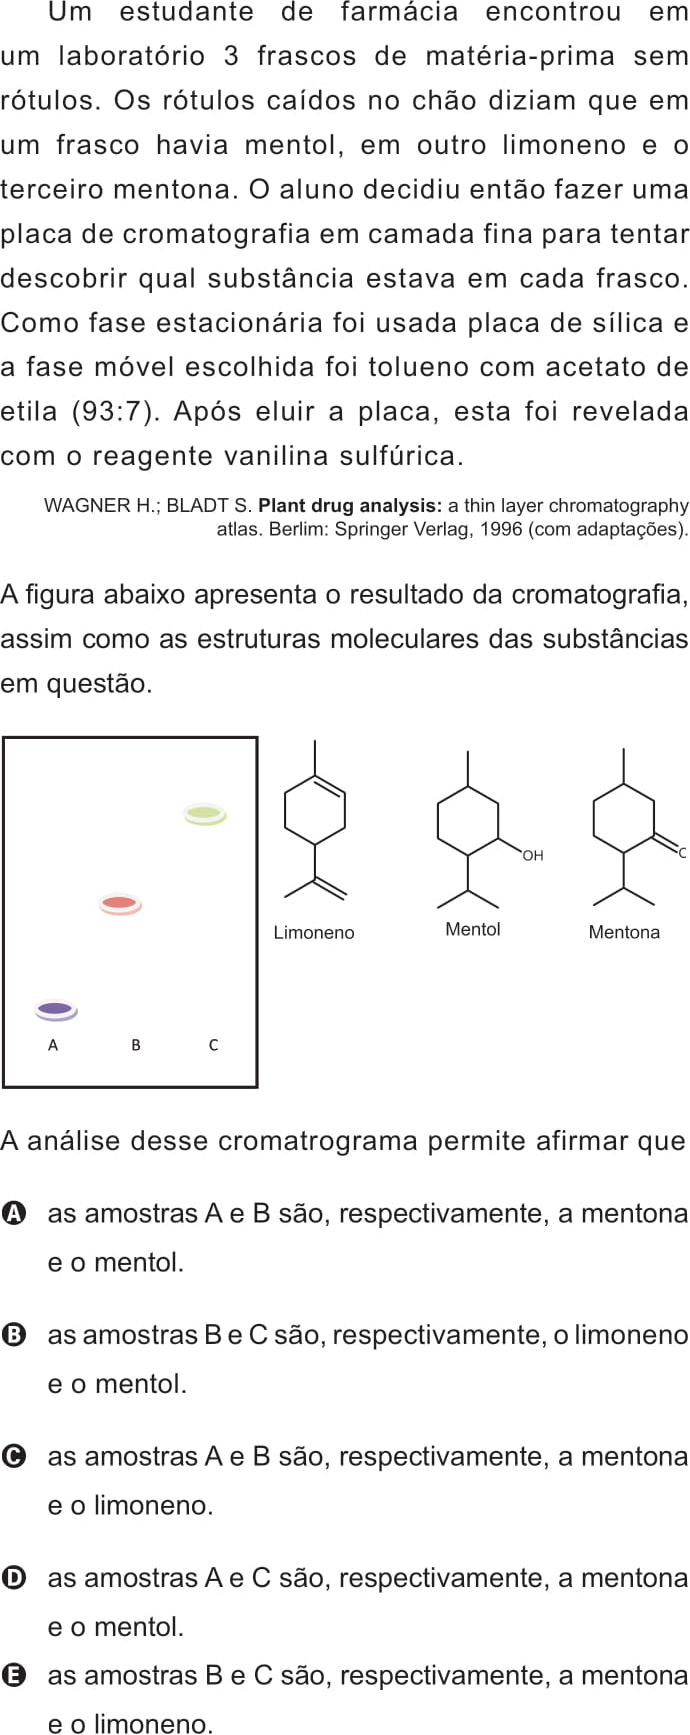 Um estudante de farmácia encontrou em
um laboratório 3 frascos de matéria-prima sem
rótulos. Os rótulos caídos no chão diziam que em
um frasco havia mentol, em outro limoneno e o
terceiro mentona. O aluno decidiu então fazer uma
placa de cromatografia em camada fina para tentar
descobrir qual substância estava em cada frasco.
Como fase estacionária foi usada placa de sílica e
a fase móvel escolhida foi tolueno com acetato de
etila (93:7). Após eluir a placa, esta foi revelada
com o reagente vanilina sulfúrica.
WAGNER H.; BLADT S. Plant drug analysis: a thin layer chromatography
atlas. Berlim: Springer Verlag, 1996 (com adaptações).
A figura abaixo apresenta o resultado da cromatografia,
assim como as estruturas moleculares das substâncias
em questão.
A B C
OH
Limoneno
Mentol
Mentona
A análise desse cromatrograma permite afirmar que
A as amostras A e B são, respectivamente, a mentona
e o mentol.
B as amostras B e C são, respectivamente, o limoneno
e o mentol.
C as amostras A e B são, respectivamente, a mentona
e o limoneno.
D as amostras A e C são, respectivamente, a mentona
e o mentol.
E as amostras B e C são, respectivamente, a mentona
e o limoneno.